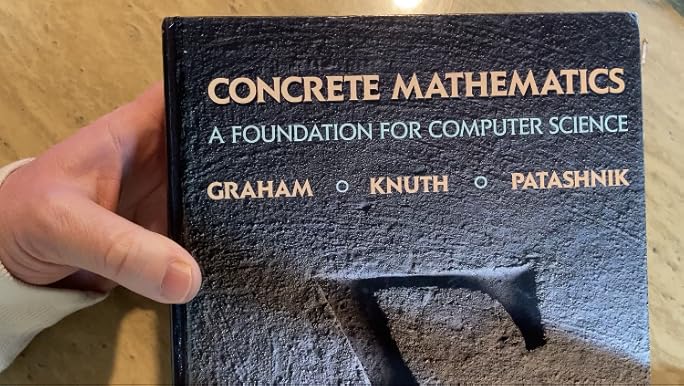 CONCRETE MATHEMATICS
A FOUNDATION FOR COMPUTER SCIENCE
GRAHAM ○ KNUTH ○ PATASHNIK